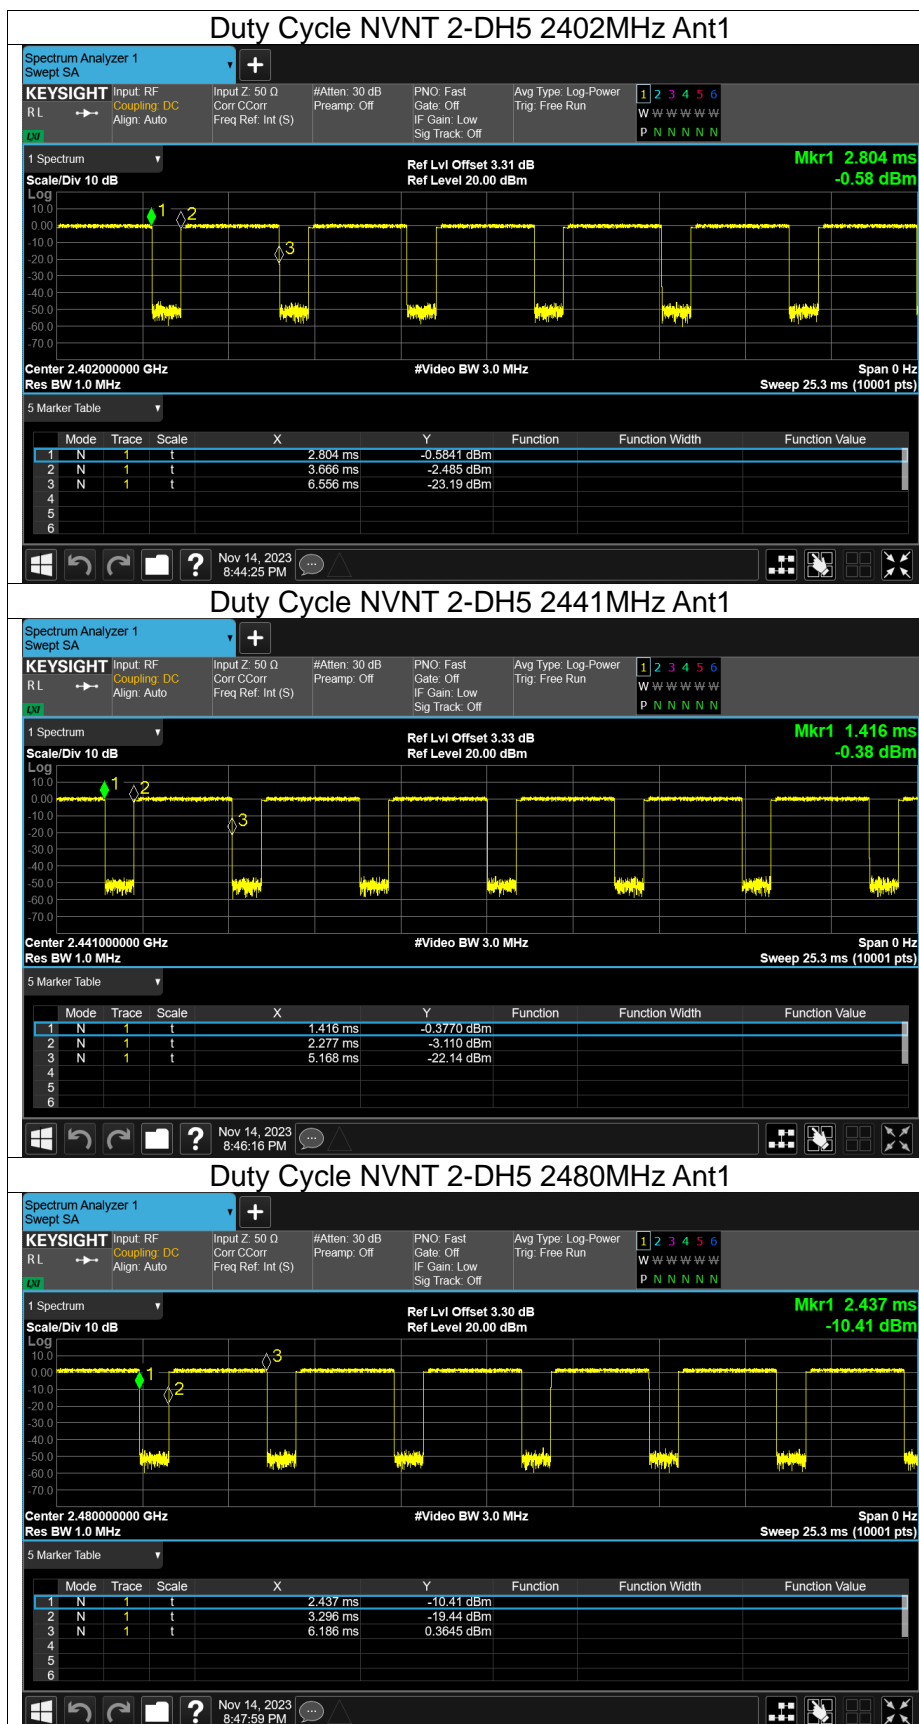 Duty Cycle NVNT 2-DH5 2402MHz Ant1
Spectrum Analyzer 1
Swept SA
+
KEYSIGHT Input: RF Input Z: 50 Ω #Atten: 30 dB PNO: Fast Avg Type: Log-Power 1 2 3 4 5 6
R L Coupling: DC Corr CCorr Preamp: Off Gate: Off Trig: Free Run W W W W W W
Align: Auto Freq Ref: Int (S) IF Gain: Low
LXI Sig Track: Off P N N N N N
1 Spectrum Ref Lvl Offset 3.31 dB Mkr1 2.804 ms
Scale/Div 10 dB Ref Level 20.00 dBm -0.58 dBm
Log
10.0
0.00
-10.0
-20.0
-30.0
-40.0
-50.0
-60.0
-70.0
1 2 3
Center 2.402000000 GHz #Video BW 3.0 MHz Span 0 Hz
Res BW 1.0 MHz Sweep 25.3 ms (10001 pts)
5 Marker Table
Mode Trace Scale X Y Function Function Width Function Value
1 N 1 t 2.804 ms -0.5841 dBm
2 N 1 t 3.666 ms -2.485 dBm
3 N 1 t 6.556 ms -23.19 dBm
4
5
6
? Nov 14, 2023
8:44:25 PM
Duty Cycle NVNT 2-DH5 2441MHz Ant1
Spectrum Analyzer 1
Swept SA
+
KEYSIGHT Input: RF Input Z: 50 Ω #Atten: 30 dB PNO: Fast Avg Type: Log-Power 1 2 3 4 5 6
R L Coupling: DC Corr CCorr Preamp: Off Gate: Off Trig: Free Run W W W W W W
Align: Auto Freq Ref: Int (S) IF Gain: Low
LXI Sig Track: Off P N N N N N
1 Spectrum Ref Lvl Offset 3.33 dB Mkr1 1.416 ms
Scale/Div 10 dB Ref Level 20.00 dBm -0.38 dBm
Log
10.0
0.00
-10.0
-20.0
-30.0
-40.0
-50.0
-60.0
-70.0
1 2 3
Center 2.441000000 GHz #Video BW 3.0 MHz Span 0 Hz
Res BW 1.0 MHz Sweep 25.3 ms (10001 pts)
5 Marker Table
Mode Trace Scale X Y Function Function Width Function Value
1 N 1 t 1.416 ms -0.3770 dBm
2 N 1 t 2.277 ms -3.110 dBm
3 N 1 t 5.168 ms -22.14 dBm
4
5
6
? Nov 14, 2023
8:46:16 PM
Duty Cycle NVNT 2-DH5 2480MHz Ant1
Spectrum Analyzer 1
Swept SA
+
KEYSIGHT Input: RF Input Z: 50 Ω #Atten: 30 dB PNO: Fast Avg Type: Log-Power 1 2 3 4 5 6
R L Coupling: DC Corr CCorr Preamp: Off Gate: Off Trig: Free Run W W W W W W
Align: Auto Freq Ref: Int (S) IF Gain: Low
LXI Sig Track: Off P N N N N N
1 Spectrum Ref Lvl Offset 3.30 dB Mkr1 2.437 ms
Scale/Div 10 dB Ref Level 20.00 dBm -10.41 dBm
Log
10.0
0.00
-10.0
-20.0
-30.0
-40.0
-50.0
-60.0
-70.0
1 2 3
Center 2.480000000 GHz #Video BW 3.0 MHz Span 0 Hz
Res BW 1.0 MHz Sweep 25.3 ms (10001 pts)
5 Marker Table
Mode Trace Scale X Y Function Function Width Function Value
1 N 1 t 2.437 ms -10.41 dBm
2 N 1 t 3.296 ms -19.44 dBm
3 N 1 t 6.186 ms 0.3645 dBm
4
5
6
? Nov 14, 2023
8:47:59 PM